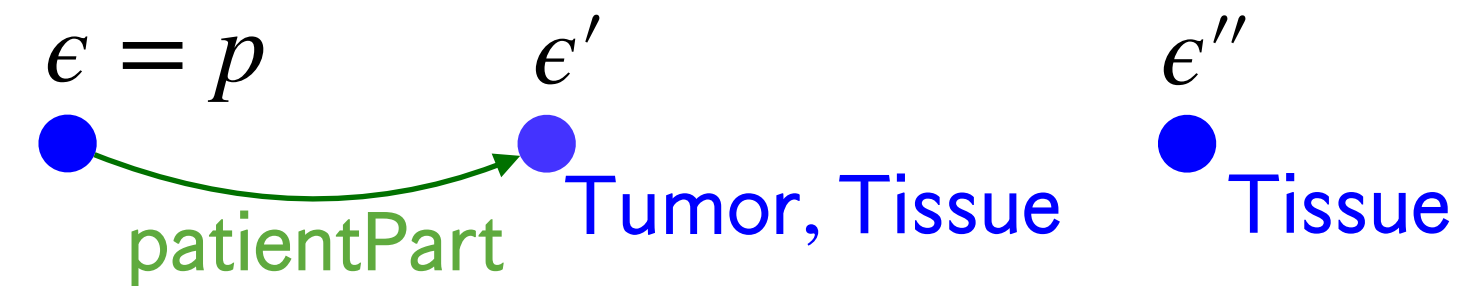 ϵ = p ϵ′ ϵ″
Tumor, Tissue Tissue
patientPart